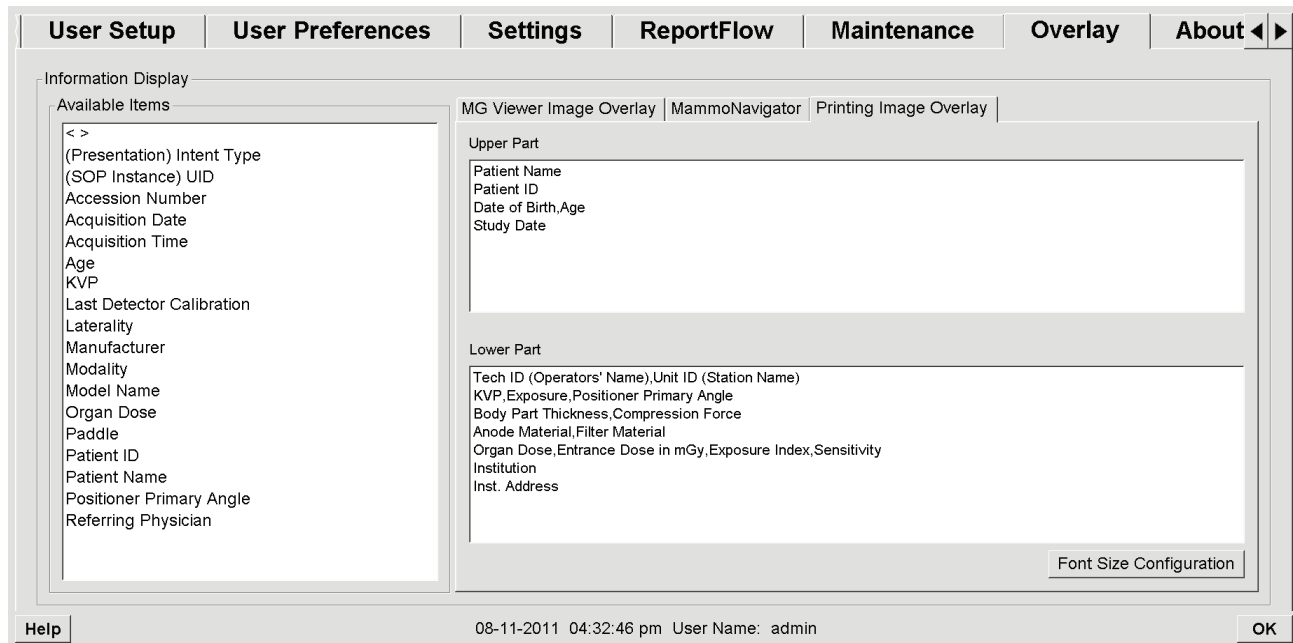 User Setup User Preferences Settings ReportFlow Maintenance Overlay About
Information Display
Available Items
< >
(Presentation) Intent Type
(SOP Instance) UID
Accession Number
Acquisition Date
Acquisition Time
Age
KVP
Last Detector Calibration
Laterality
Manufacturer
Modality
Model Name
Organ Dose
Paddle
Patient ID
Patient Name
Positioner Primary Angle
Referring Physician
MG Viewer Image Overlay MammoNavigator Printing Image Overlay
Upper Part
Patient Name
Patient ID
Date of Birth,Age
Study Date
Lower Part
Tech ID (Operators' Name),Unit ID (Station Name)
KVP,Exposure,Positioner Primary Angle
Body Part Thickness,Compression Force
Anode Material,Filter Material
Organ Dose,Entrance Dose in mGy,Exposure Index,Sensitivity
Institution
Inst. Address
Font Size Configuration
Help 08-11-2011 04:32:46 pm User Name: admin OK